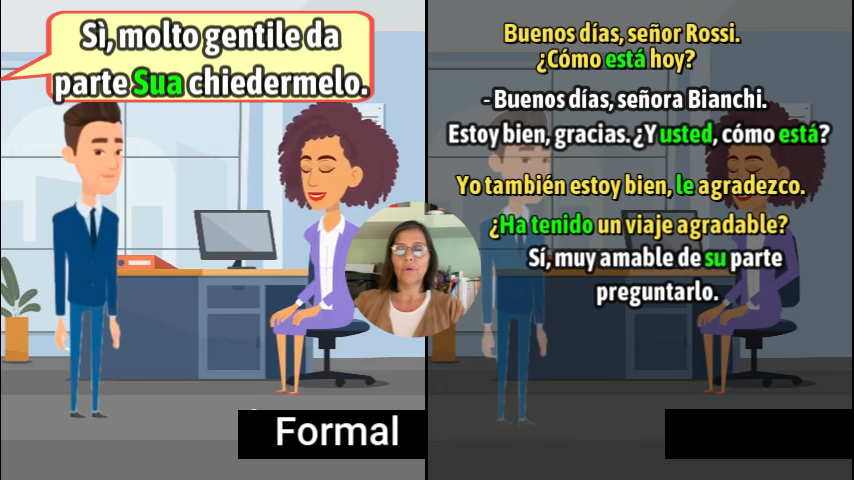 Sì, molto gentile da
parte Sua chiedermelo.
Formal
Buenos días, señor Rossi.
¿Cómo está hoy?
- Buenos días, señora Bianchi.
Estoy bien, gracias. ¿Y usted, cómo está?
Yo también estoy bien, le agradezco.
¿Ha tenido un viaje agradable?
Sí, muy amable de su parte
preguntarlo.